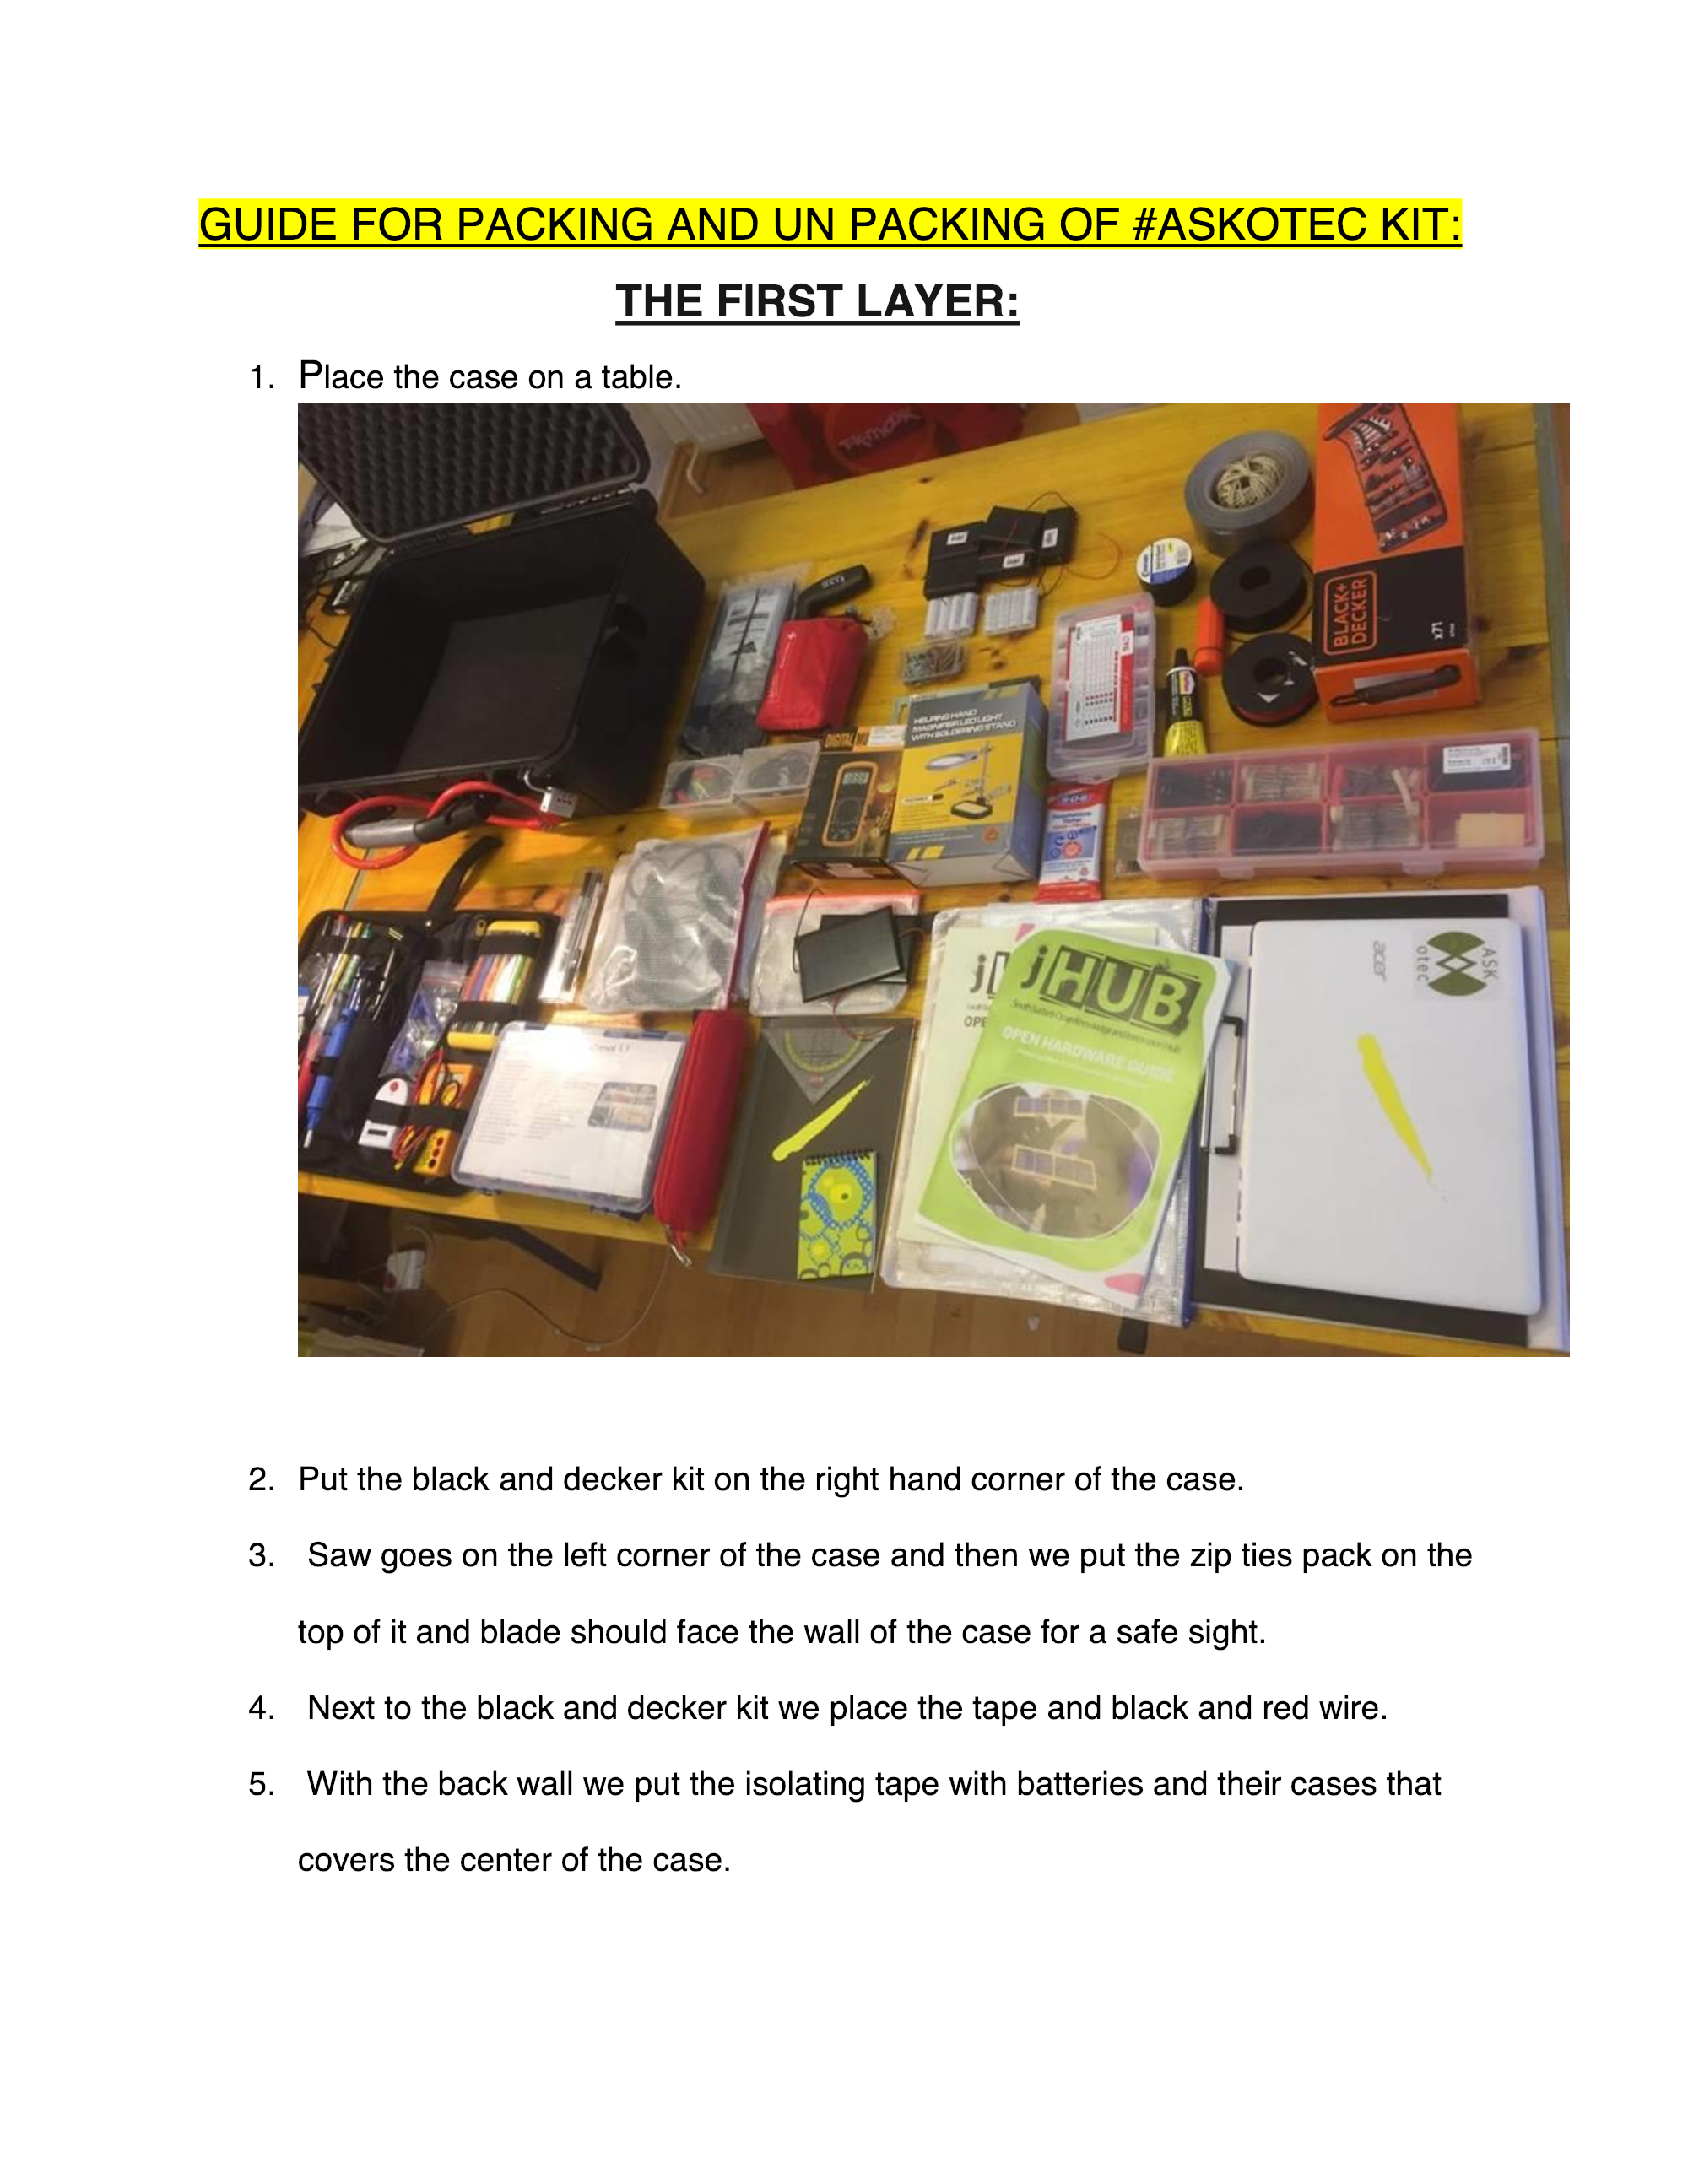 GUIDE FOR PACKING AND UN PACKING OF #ASKOTEC KIT:
THE FIRST LAYER:
1. Place the case on a table.
BLACK+
DECKER
x71
HELPING HAND
MAGNIFIER LED LIGHT
WITH SOLDERING STAND
DIGITAL
jHUB
OPEN HARDWARE GUIDE
OPE
acer
ASK
otec
2. Put the black and decker kit on the right hand corner of the case.
3. Saw goes on the left corner of the case and then we put the zip ties pack on the
top of it and blade should face the wall of the case for a safe sight.
4. Next to the black and decker kit we place the tape and black and red wire.
5. With the back wall we put the isolating tape with batteries and their cases that
covers the center of the case.